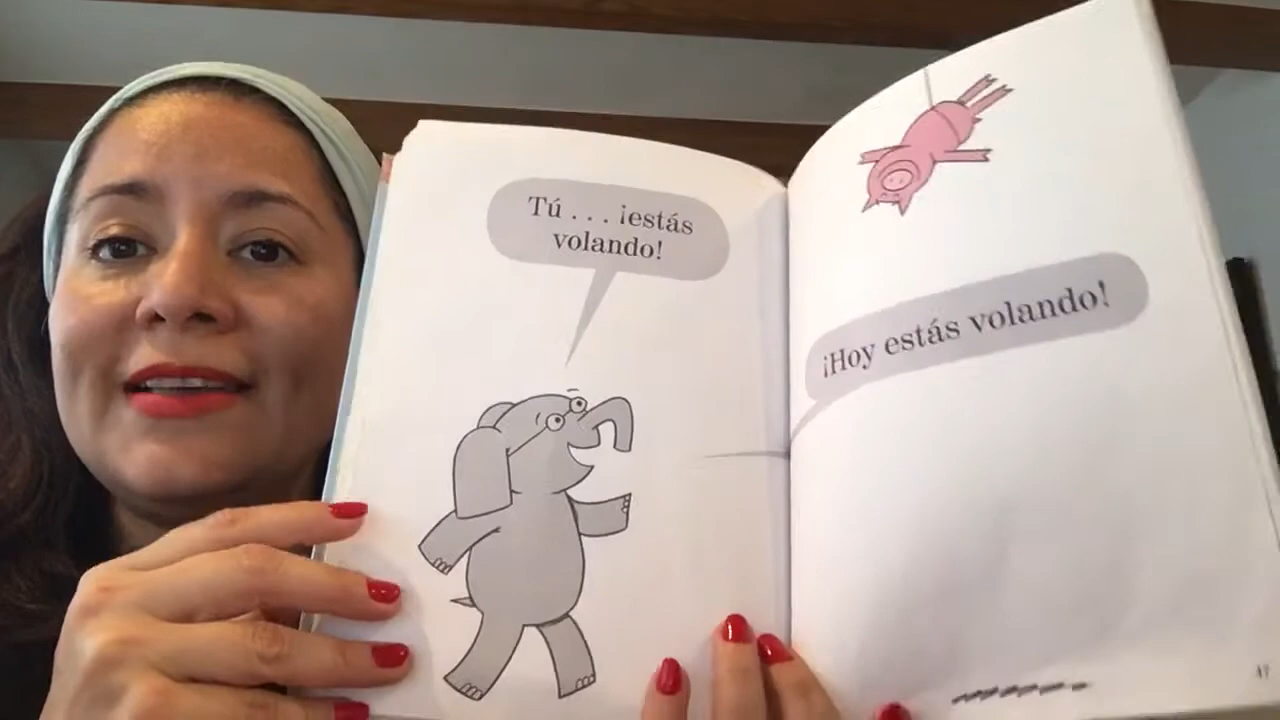 Tú . . . ¡estás
volando!
¡Hoy estás volando!